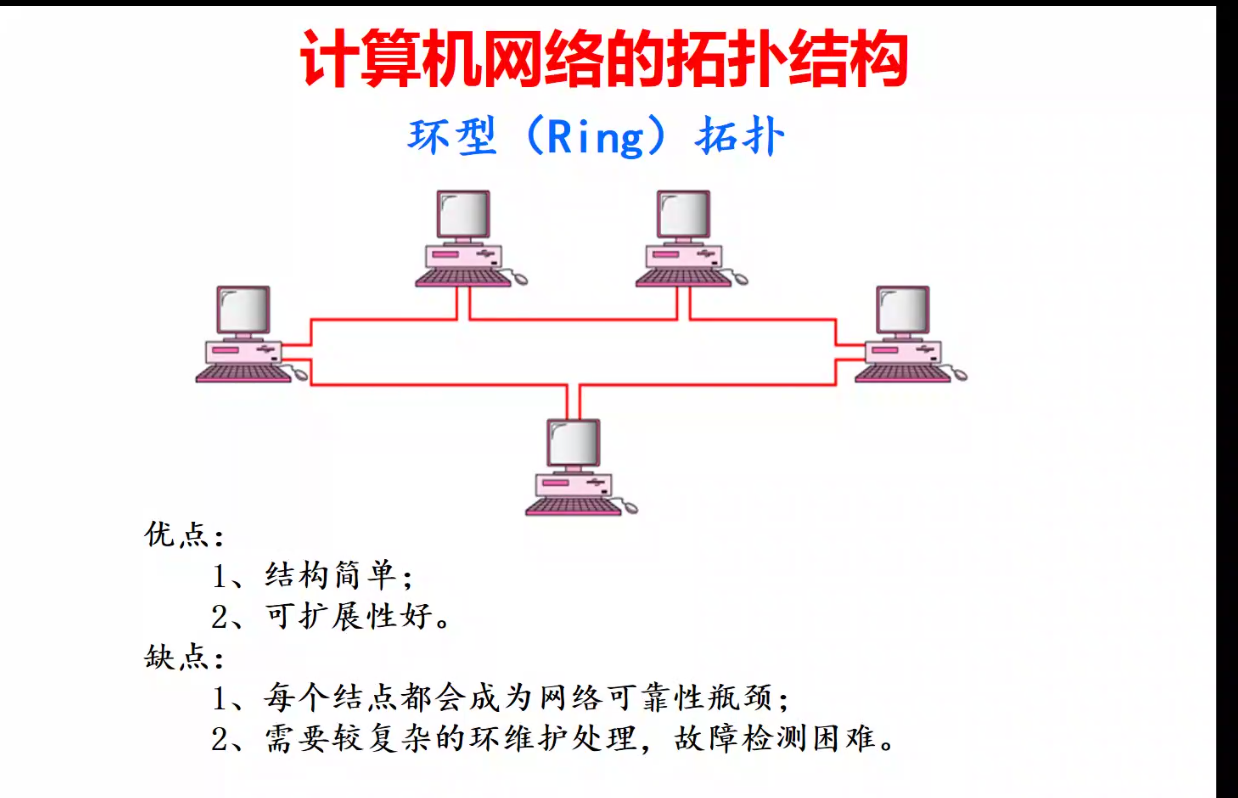 计算机网络的拓扑结构
环型（Ring）拓扑
优点：
1、结构简单；
2、可扩展性好。
缺点：
1、每个结点都会成为网络可靠性瓶颈；
2、需要较复杂的环维护处理，故障检测困难。